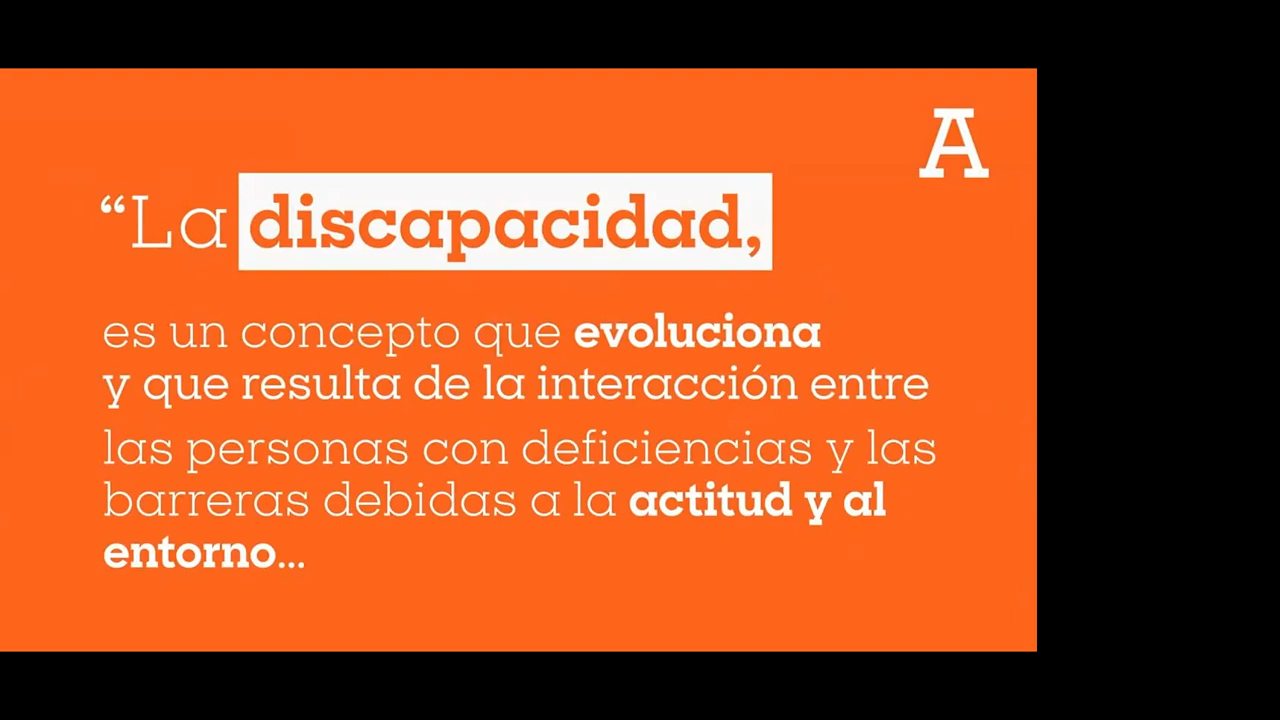 A
“La discapacidad,
es un concepto que evoluciona
y que resulta de la interacción entre
las personas con deficiencias y las
barreras debidas a la actitud y al
entorno...